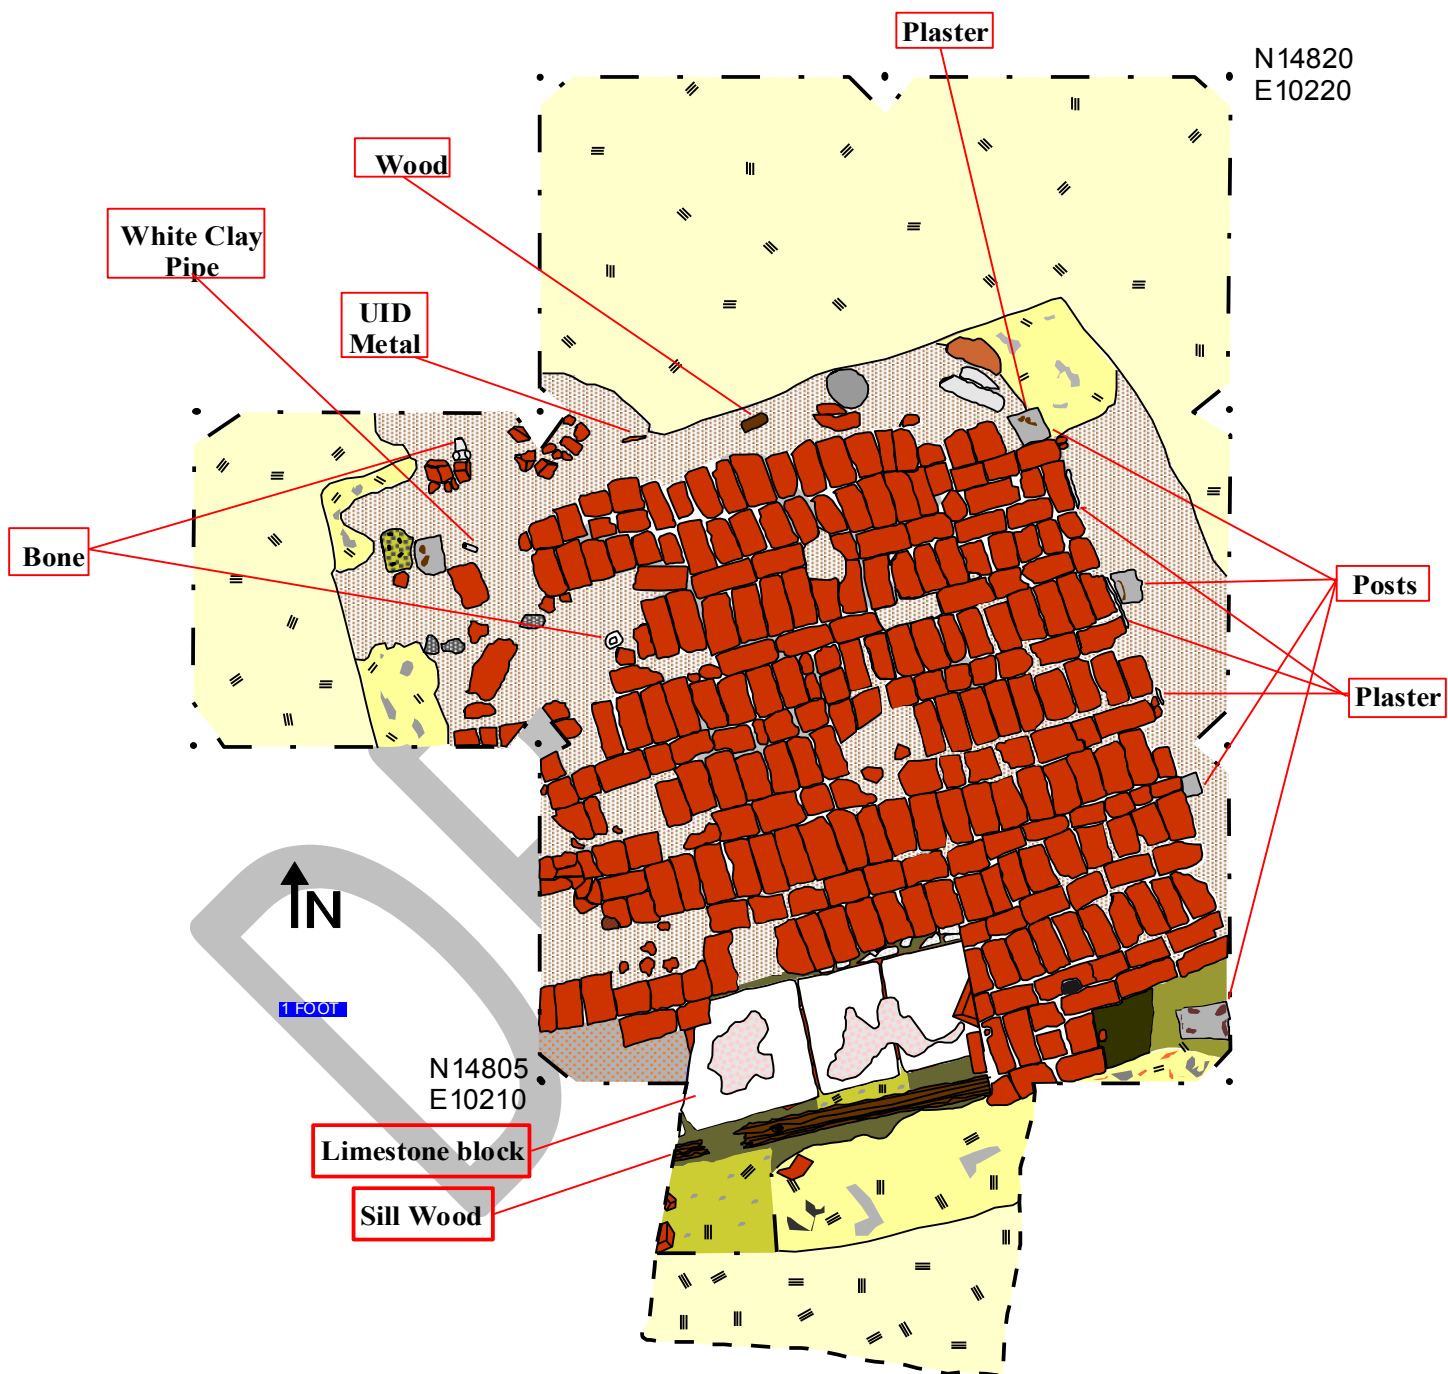 Plaster
N14820
E10220
Wood
White Clay
Pipe
UID
Metal
Bone
Posts
Plaster
N
1 FOOT
N14805
E10210
Limestone block
Sill Wood